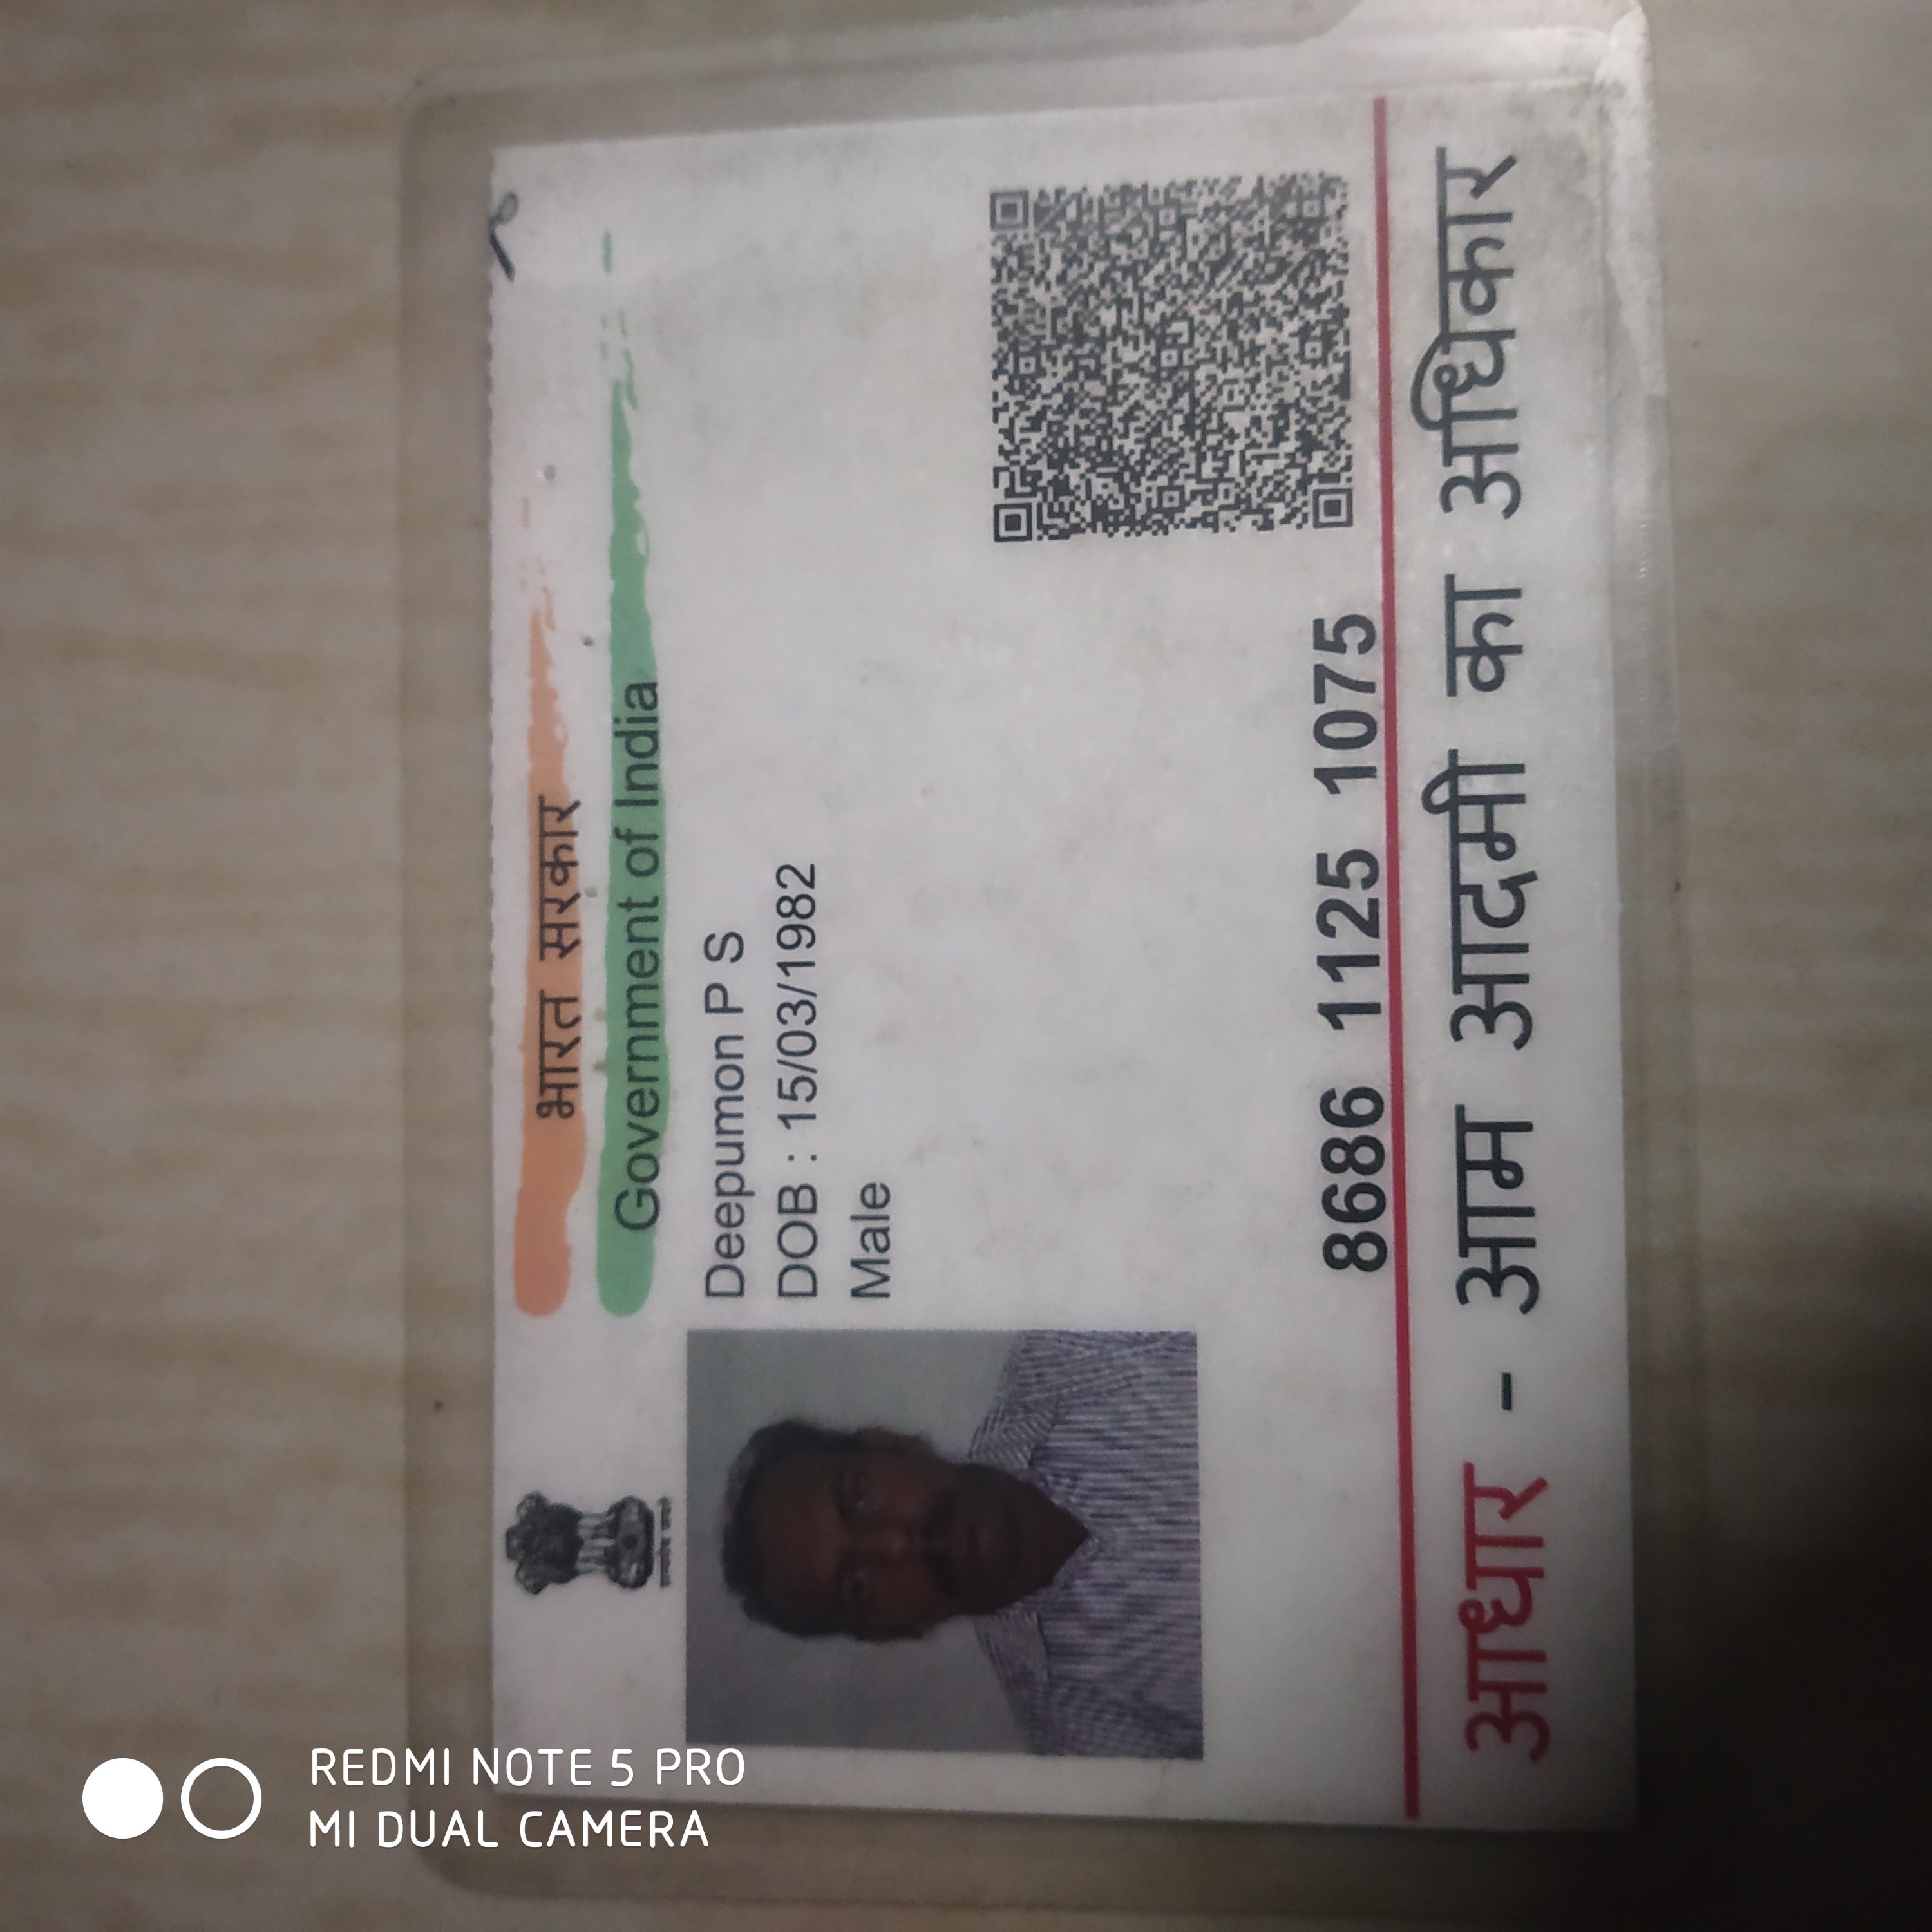 भारत सरकार
Government of India
Deepumon P S
DOB : 15/03/1982
Male
8686 1125 1075
आधार - आम आदमी का अधिकार
REDMI NOTE 5 PRO
MI DUAL CAMERA